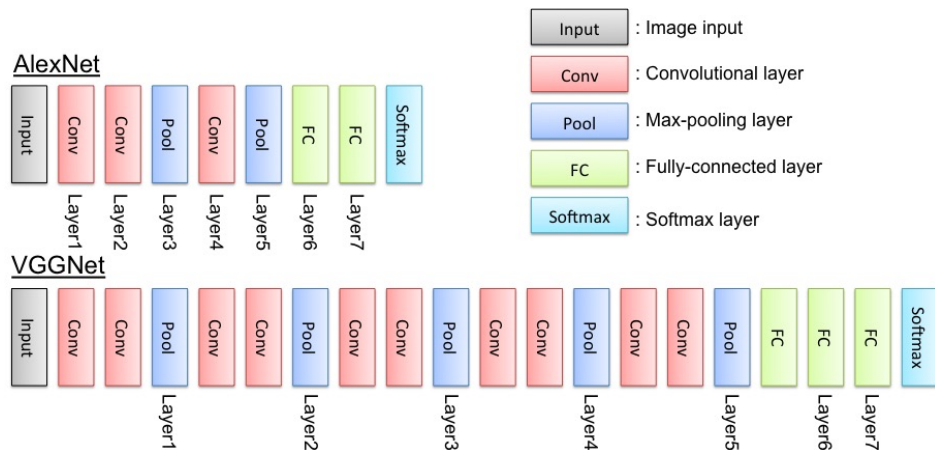 Input : Image input
AlexNet
Conv : Convolutional layer
Input Conv Conv Pool Conv Pool FC FC Softmax
Pool : Max-pooling layer
FC : Fully-connected layer
Layer1 Layer2 Layer3 Layer4 Layer5 Layer6 Layer7
Softmax : Softmax layer
VGGNet
Input Conv Conv Pool Conv Conv Pool Conv Conv Pool Conv Conv Pool Conv Conv Pool FC FC FC Softmax
Layer1 Layer2 Layer3 Layer4 Layer5 Layer6 Layer7